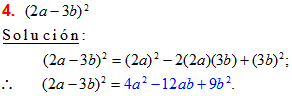 4. (2a−3b)²
Solución:
(2a−3b)² = (2a)² −2(2a)(3b)+(3b)²;
∴ (2a−3b)² = 4a² −12ab+9b².